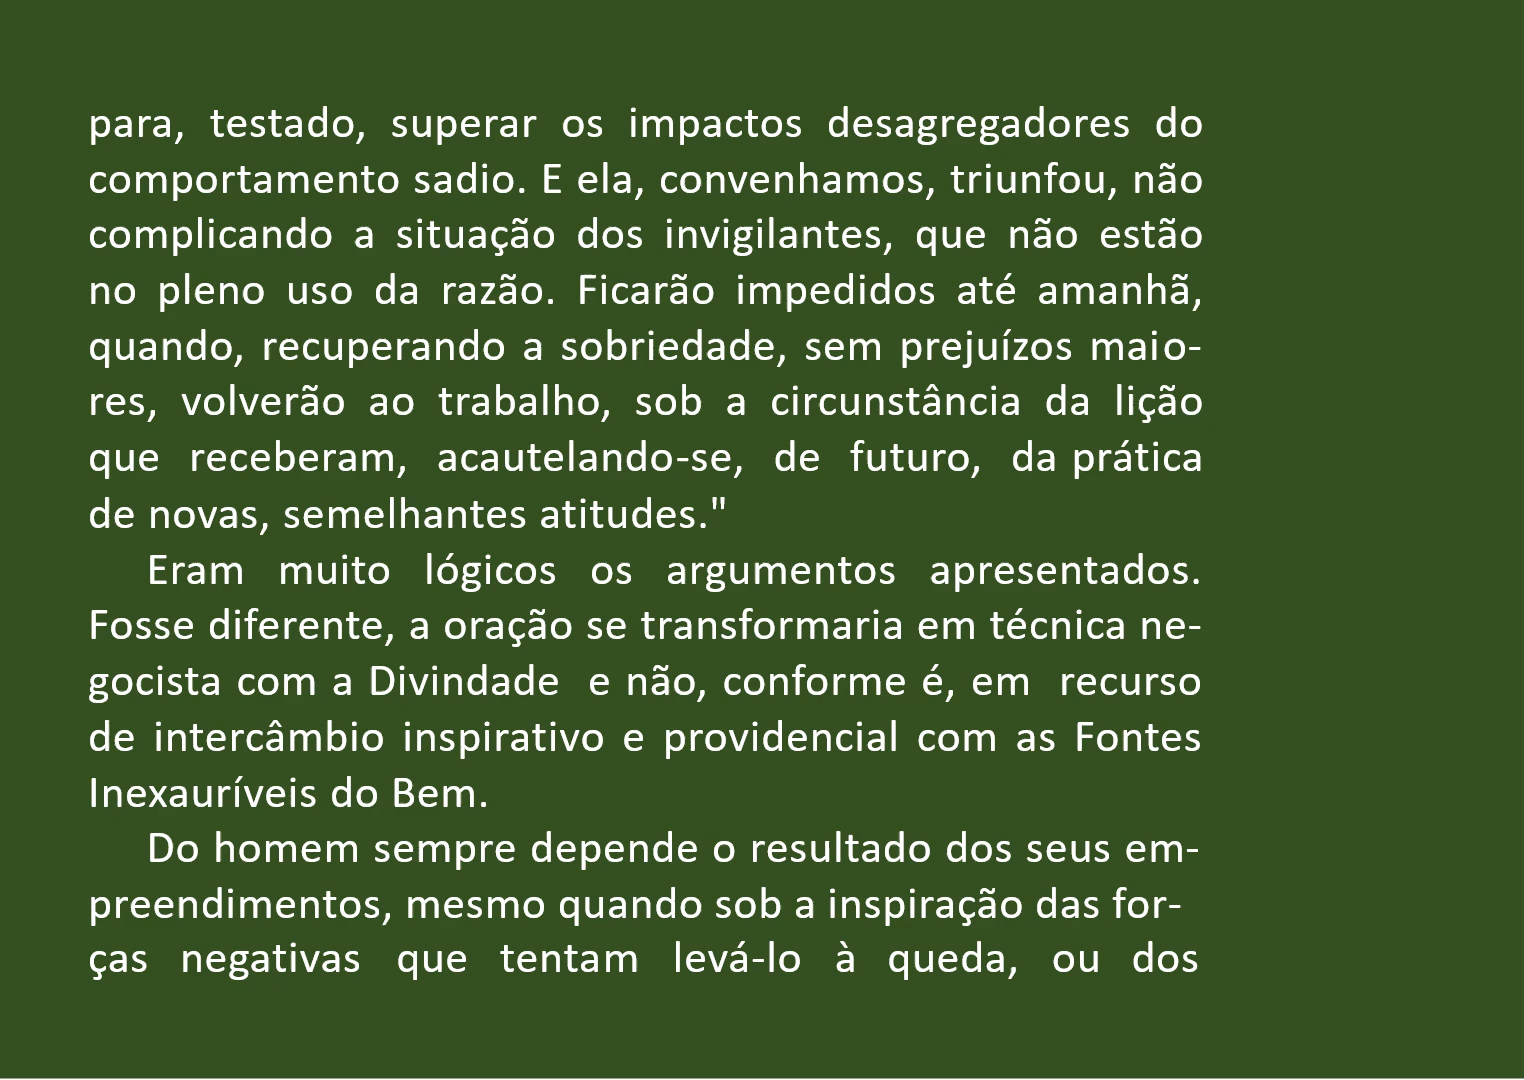 para, testado, superar os impactos desagregadores do
comportamento sadio. E ela, convenhamos, triunfou, não
complicando a situação dos invigilantes, que não estão
no pleno uso da razão. Ficarão impedidos até amanhã,
quando, recuperando a sobriedade, sem prejuízos maio-
res, volverão ao trabalho, sob a circunstância da lição
que receberam, acautelando-se, de futuro, da prática
de novas, semelhantes atitudes."
Eram muito lógicos os argumentos apresentados.
Fosse diferente, a oração se transformaria em técnica ne-
gocista com a Divindade e não, conforme é, em recurso
de intercâmbio inspirativo e providencial com as Fontes
Inexauríveis do Bem.
Do homem sempre depende o resultado dos seus em-
preendimentos, mesmo quando sob a inspiração das for-
ças negativas que tentam levá-lo à queda, ou dos